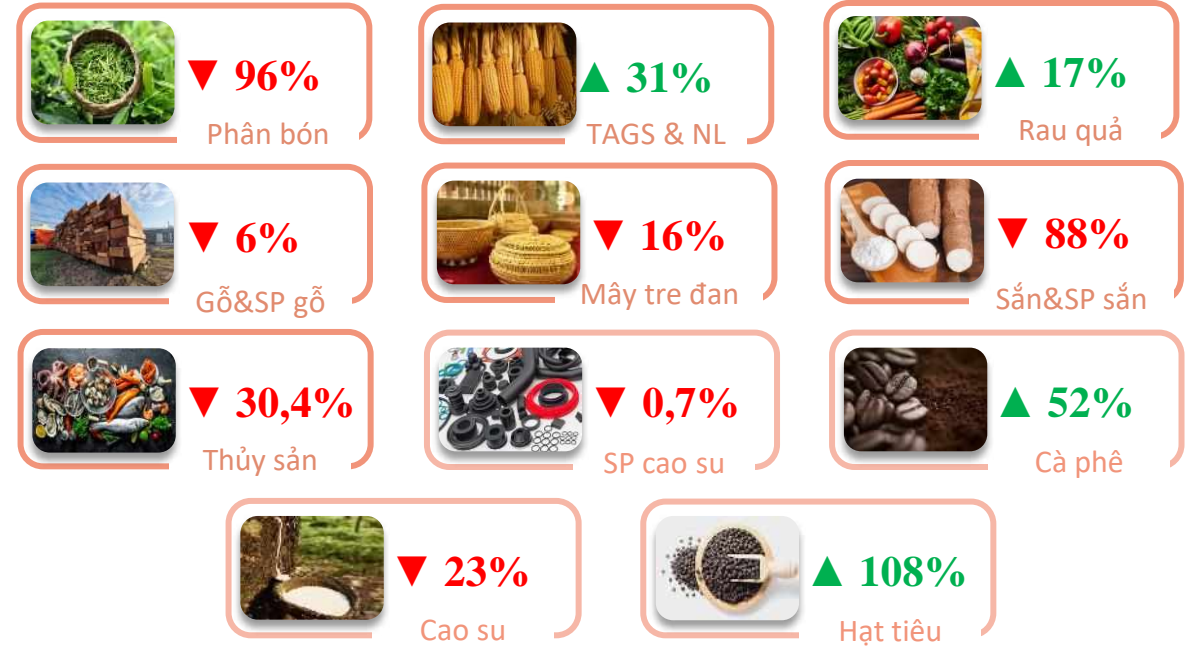 ▼ 96%
Phân bón
▲ 31%
TAGS & NL
▲ 17%
Rau quả
▼ 6%
Gỗ&SP gỗ
▼ 16%
Mây tre đan
▼ 88%
Sắn&SP sắn
▼ 30,4%
Thủy sản
▼ 0,7%
SP cao su
▲ 52%
Cà phê
▼ 23%
Cao su
▲ 108%
Hạt tiêu